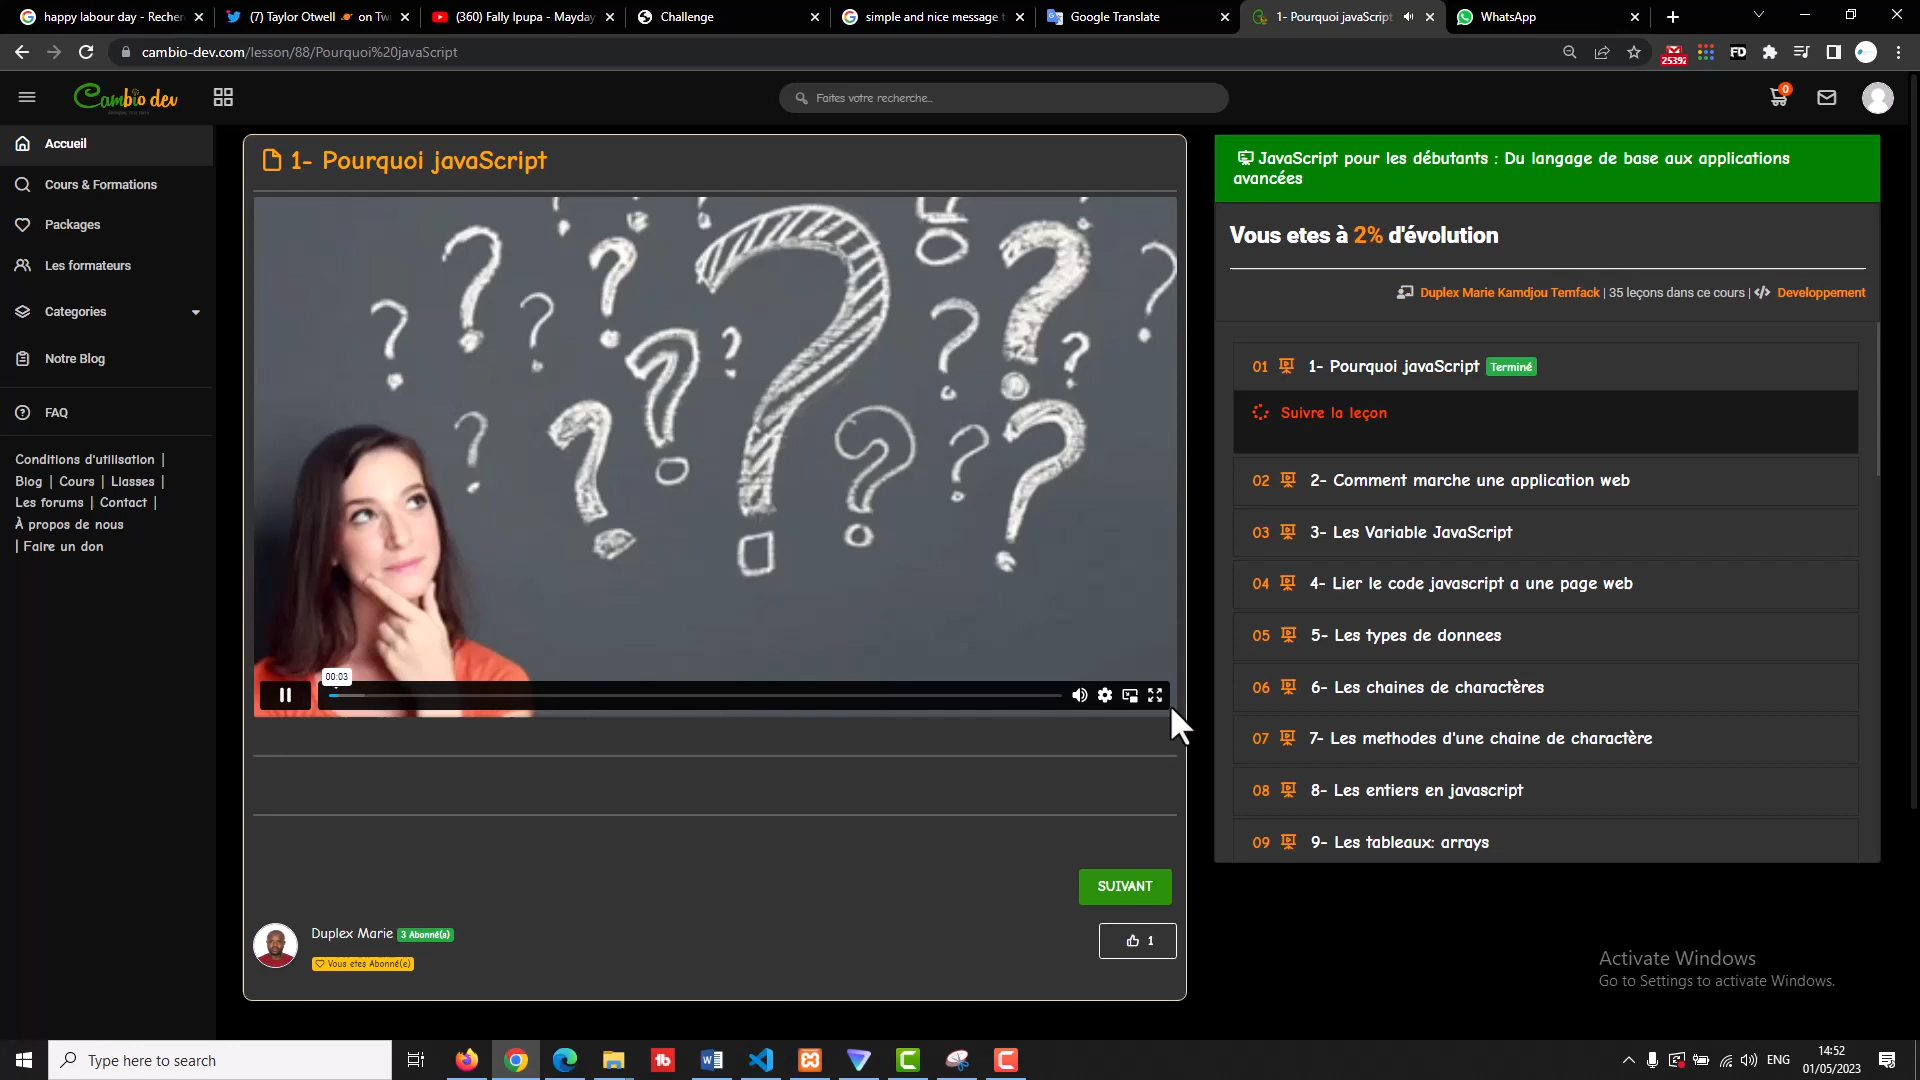 happy labour day - Recher
(7) Taylor Otwell 🪐 on Twi
(360) Fally Ipupa - Mayday
Challenge
simple and nice message t
Google Translate
1- Pourquoi javaScript
WhatsApp
cambio-dev.com/lesson/88/Pourquoi%20javaScript
25392
FD
Cambio dev
Faites votre recherche..
0
Accueil
Cours & Formations
Packages
Les formateurs
Categories
Notre Blog
FAQ
Conditions d'utilisation |
Blog | Cours | Liasses |
Les forums | Contact |
À propos de nous
| Faire un don
1- Pourquoi javaScript
00:03
SUIVANT
Duplex Marie 3 Abonné(s)
Vous etes Abonné(e)
1
JavaScript pour les débutants : Du langage de base aux applications
avancées
Vous etes à 2% d'évolution
Duplex Marie Kamdjou Temfack | 35 leçons dans ce cours | </> Developpement
01 1- Pourquoi javaScript Terminé
Suivre la leçon
02 2- Comment marche une application web
03 3- Les Variable JavaScript
04 4- Lier le code javascript a une page web
05 5- Les types de donnees
06 6- Les chaines de charactères
07 7- Les methodes d'une chaine de charactère
08 8- Les entiers en javascript
09 9- Les tableaux: arrays
Activate Windows
Go to Settings to activate Windows.
Type here to search
tb
ENG
14:52
01/05/2023